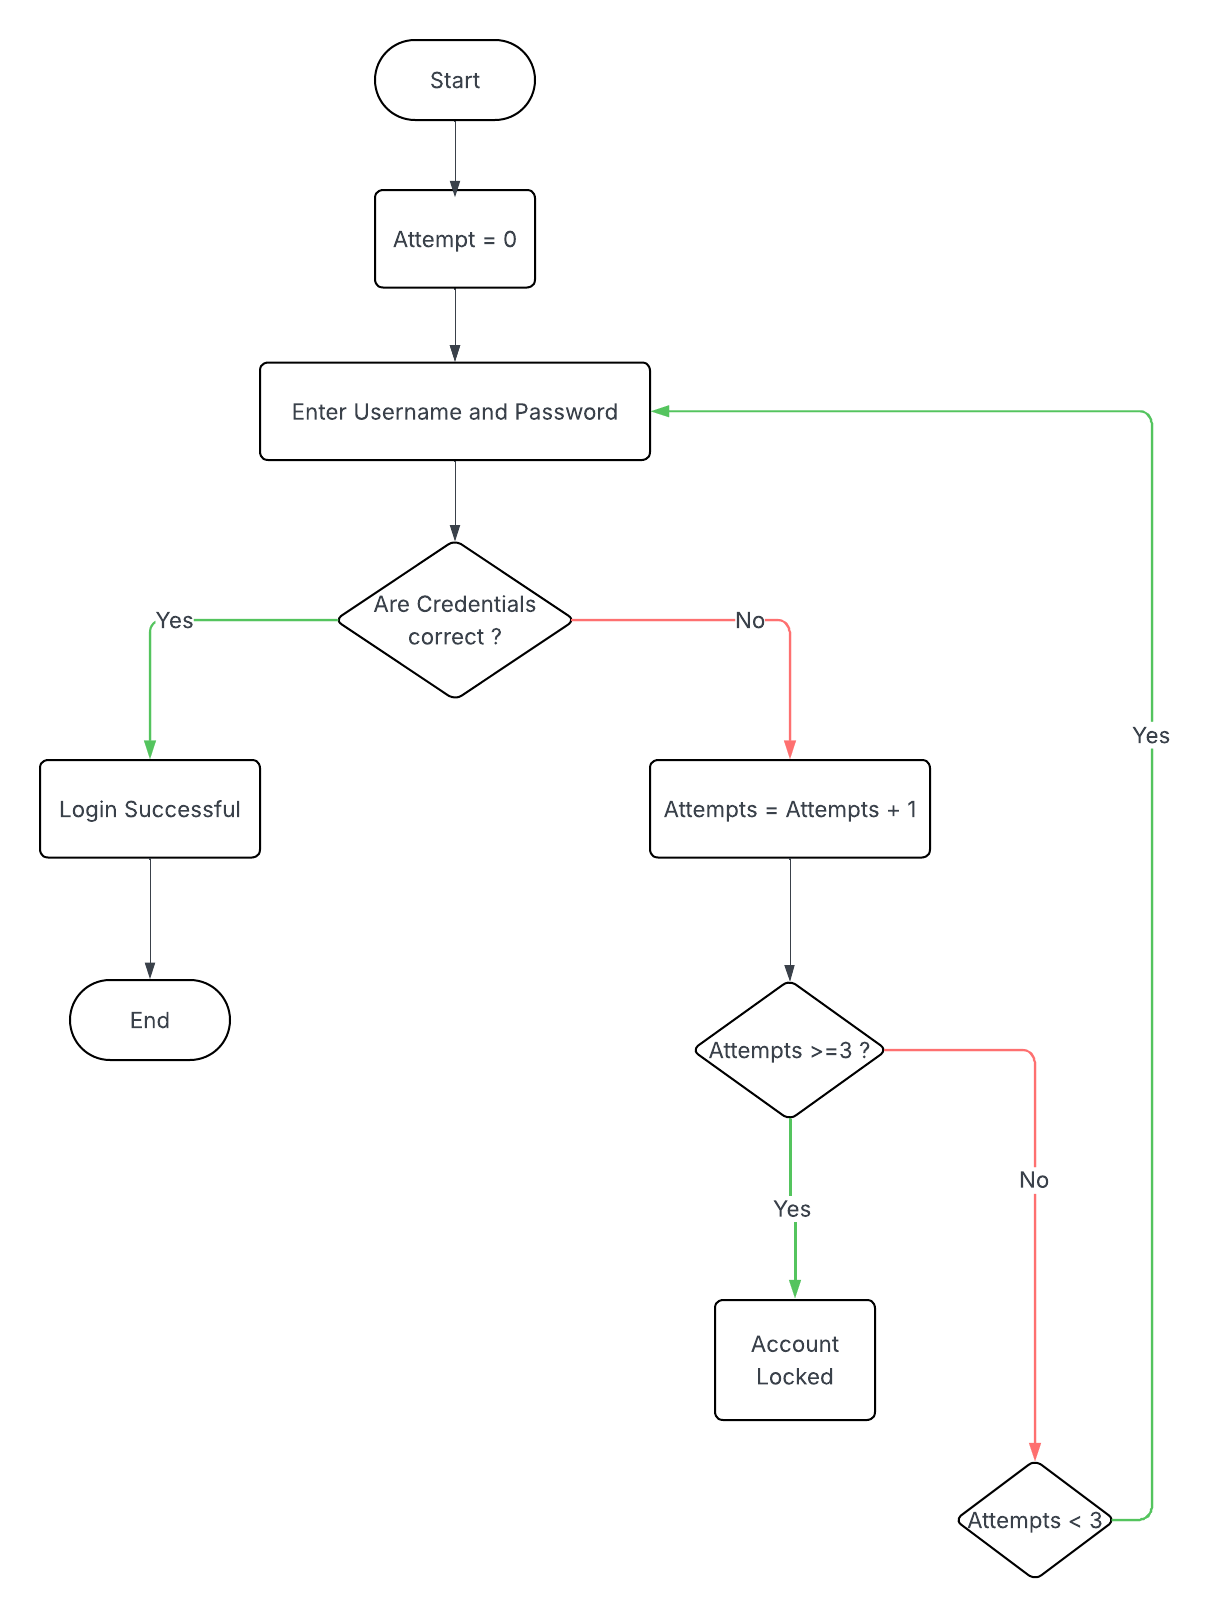 Start
Attempt = 0
Enter Username and Password
Are Credentials
correct ?
Yes
No
Yes
Login Successful
Attempts = Attempts + 1
End
Attempts >=3 ?
No
Yes
Account
Locked
Attempts < 3